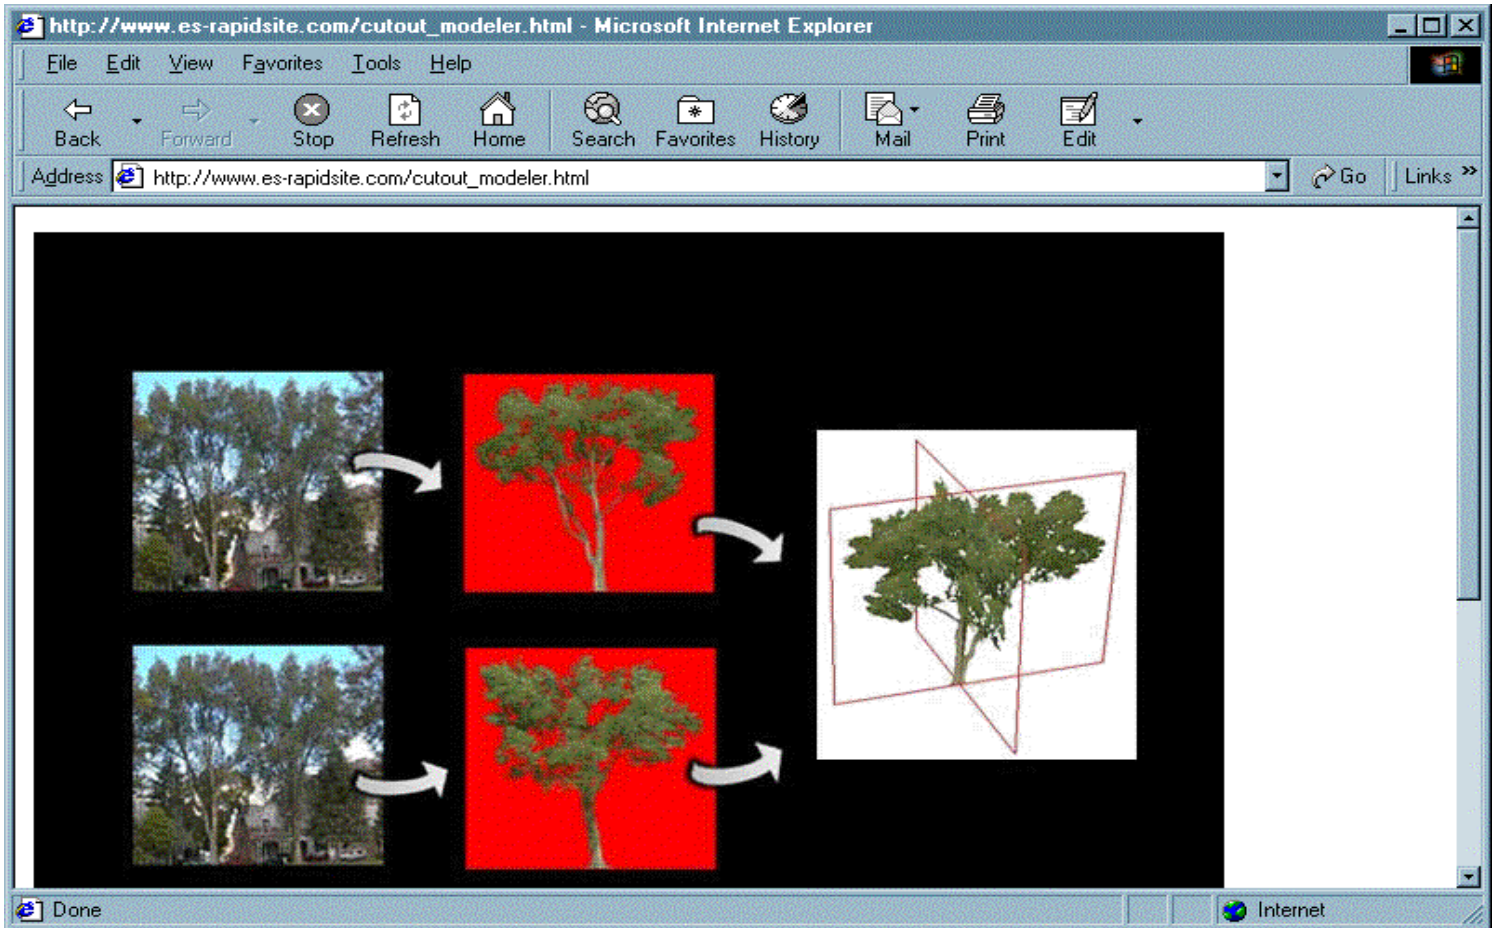 http://www.es-rapidsite.com/cutout_modeler.html - Microsoft Internet Explorer
File Edit View Favorites Tools Help
Back Forward Stop Refresh Home Search Favorites History Mail Print Edit
Address http://www.es-rapidsite.com/cutout_modeler.html Go Links »
Done Internet